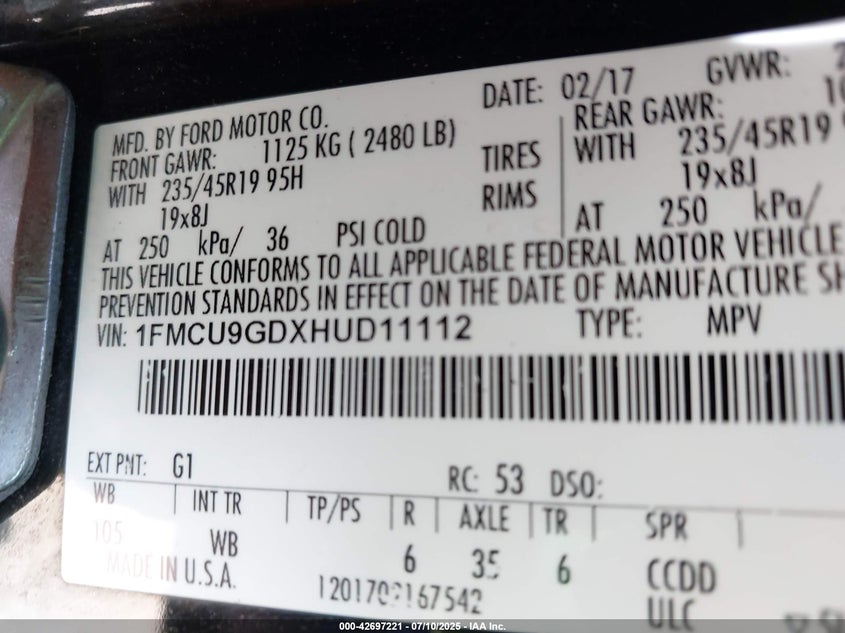 MFD. BY FORD MOTOR CO.
DATE: 02/17
GVWR:
FRONT GAWR: 1125 KG ( 2480 LB)
REAR GAWR:
WITH 235/45R19 95H
TIRES
WITH 235/45R19
19x8J
RIMS
19x8J
AT 250 kPa/ 36 PSI COLD
AT 250 kPa/
THIS VEHICLE CONFORMS TO ALL APPLICABLE FEDERAL MOTOR VEHICLE
PREVENTION STANDARDS IN EFFECT ON THE DATE OF MANUFACTURE
VIN: 1FMCU9GDXHUD11112
TYPE: MPV
EXT PNT: G1
RC: 53 DSO:
WB | INT TR | TP/PS | R | AXLE | TR | SPR |
105 WB 6 35 6 CCDD
MADE IN U.S.A.
ULC
000-42697221 - 07/10/2025 - IAA Inc.